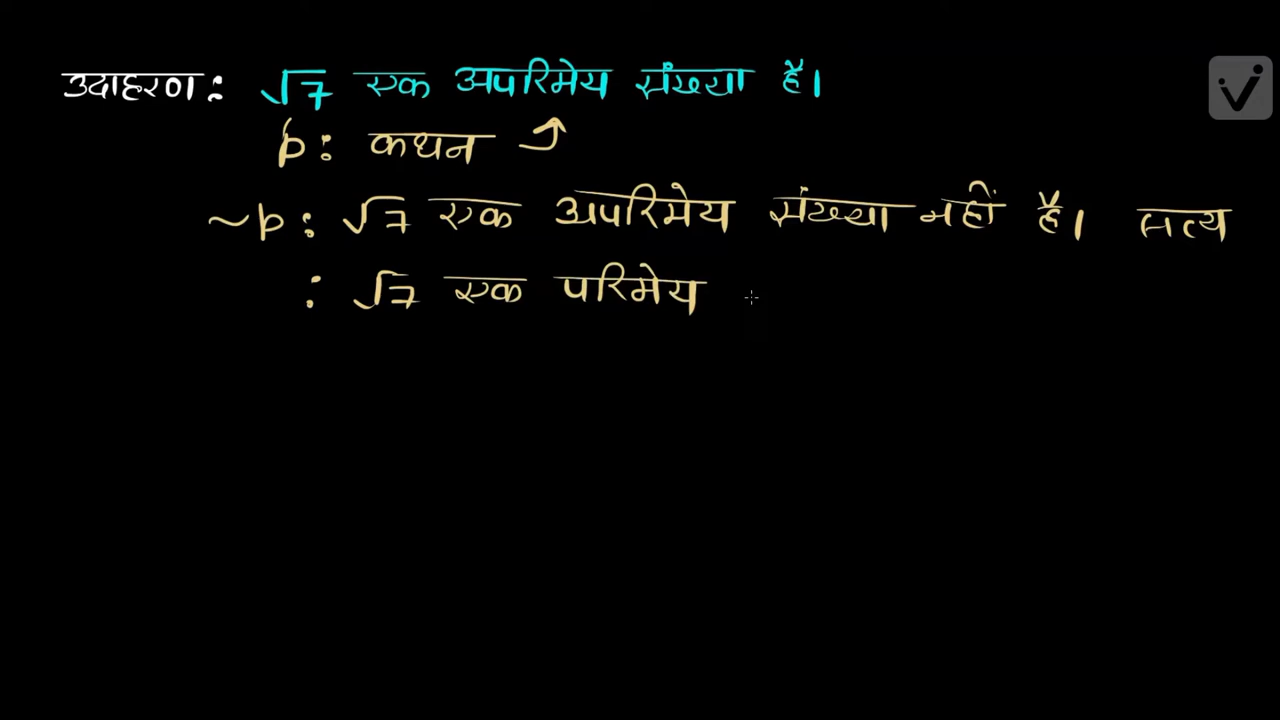 उदाहरण: √7 एक अपरिमेय संख्या है।
p: कथन ⤴
~p: √7 एक अपरिमेय संख्या नहीं है। सत्य
: √7 एक परिमेय